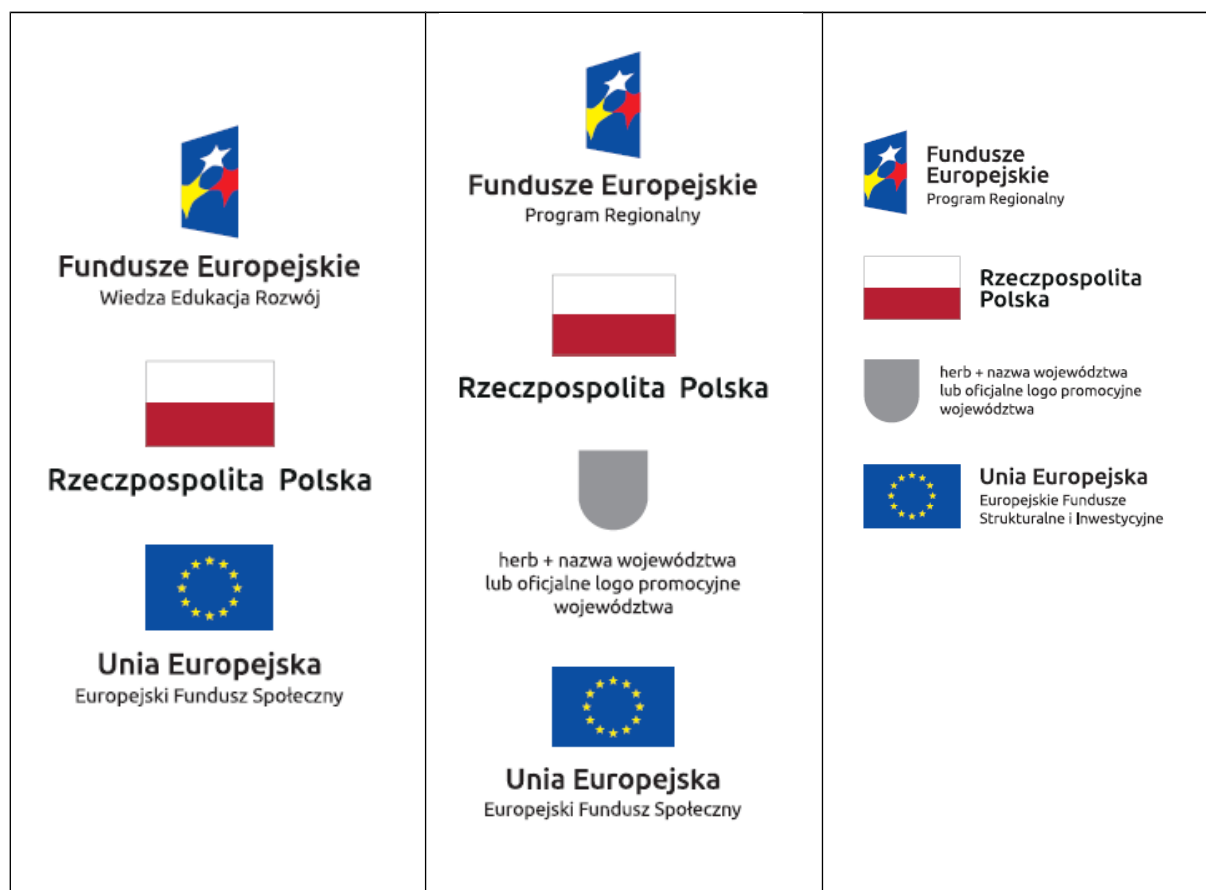 Fundusze Europejskie
Wiedza Edukacja Rozwój
Rzeczpospolita Polska
Unia Europejska
Europejski Fundusz Społeczny
Fundusze Europejskie
Program Regionalny
Rzeczpospolita Polska
herb + nazwa województwa
lub oficjalne logo promocyjne
województwa
Unia Europejska
Europejski Fundusz Społeczny
Fundusze
Europejskie
Program Regionalny
Rzeczpospolita
Polska
herb + nazwa województwa
lub oficjalne logo promocyjne
województwa
Unia Europejska
Europejskie Fundusze
Strukturalne i Inwestycyjne